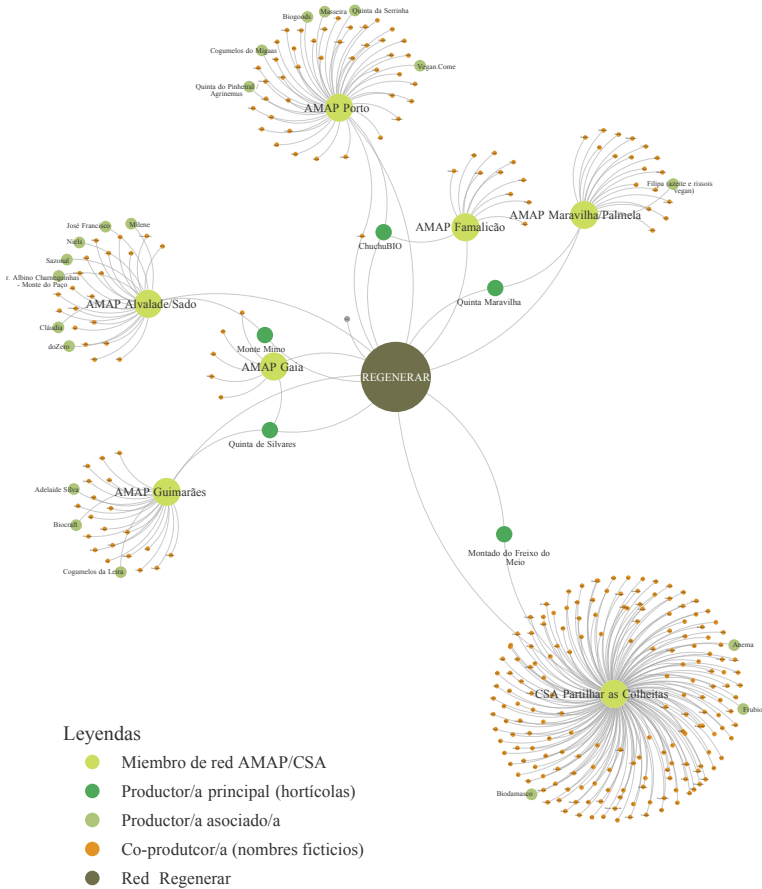 Masseira
Quinta da Serrinha
Biogoods
Cogumelos do Miguas
Vegan.Come
Quinta do Pinheiral /
Agrinemus
AMAP Porto
Filipa (azeite e rissois
vegan)
AMAP Maravilha/Palmela
AMAP Famalicão
José Francisco
Milene
Niels
ChuchuBIO
Sazonal
r. Albino Chamequinhas
- Monte do Paço
Quinta Maravilha
AMAP Alvalade/Sado
Cláudia
doZero
Monte Mimo
AMAP Gaia
REGENERAR
Quinta de Silvares
Adelaide Silva
AMAP Guimarães
Biocraft
Montado do Freixo do
Meio
Cogumelos da Leira
Anema
CSA Partilhar as Colheitas
Frubio
Biodamasco
Leyendas
Miembro de red AMAP/CSA
Productor/a principal (hortícolas)
Productor/a asociado/a
Co-produtcor/a (nombres ficticios)
Red Regenerar